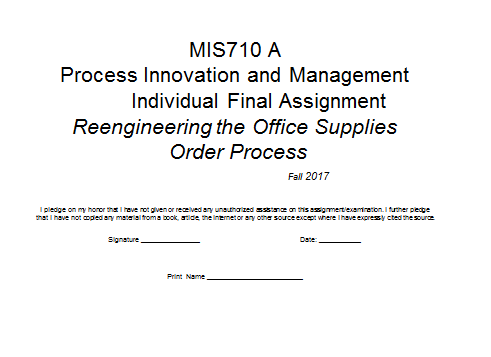 MIS710 A
Process Innovation and Management
Individual Final Assignment
Reengineering the Office Supplies
Order Process
Fall 2017
I pledge on my honor that I have not given or received any unauthorized assistance on this assignment/examination. I further pledge
that I have not copied any material from a book, article, the internet or any other source except where I have expressly cited the source.
Signature ________________ Date: ___________
Print Name __________________________